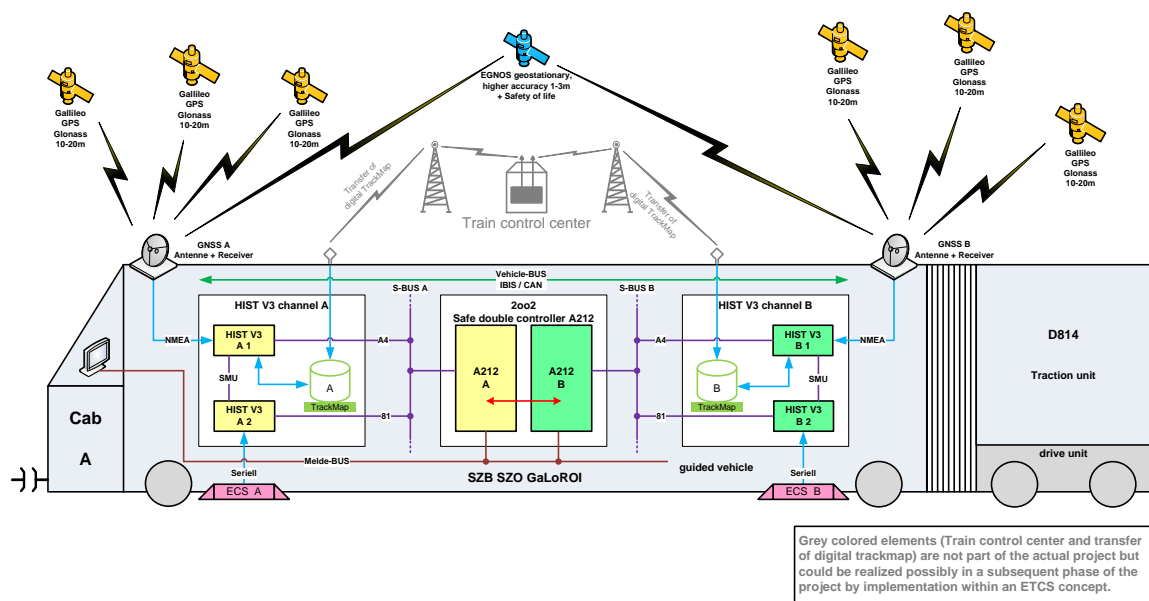 EGNOS geostationary,
higher accuracy 1-3m
+ Safety of life
Gallileo
GPS
Glonass
10-20m
Gallileo
GPS
Glonass
10-20m
Gallileo
GPS
Glonass
10-20m
Gallileo
GPS
Glonass
10-20m
Gallileo
GPS
Glonass
10-20m
Gallileo
GPS
Glonass
10-20m
Transfer of
digital TrackMap
Train control center
Transfer of
digital TrackMap
GNSS A
Antenne + Receiver
GNSS B
Antenne + Receiver
Vehicle-BUS
IBIS / CAN
S-BUS A
S-BUS B
HIST V3 channel A
2oo2
Safe double controller A212
HIST V3 channel B
NMEA
HIST V3
A 1
A4
SMU
A
TrackMap
HIST V3
A 2
81
A212
A
A212
B
A4
HIST V3
B 1
NMEA
B
TrackMap
SMU
81
HIST V3
B 2
D814
Traction unit
Cab
A
Melde-BUS
guided vehicle
drive unit
Seriell
SZB SZO GaLoROI
Seriell
ECS A
ECS B
Grey colored elements (Train control center and transfer
of digital trackmap) are not part of the actual project but
could be realized possibly in a subsequent phase of the
project by implementation within an ETCS concept.